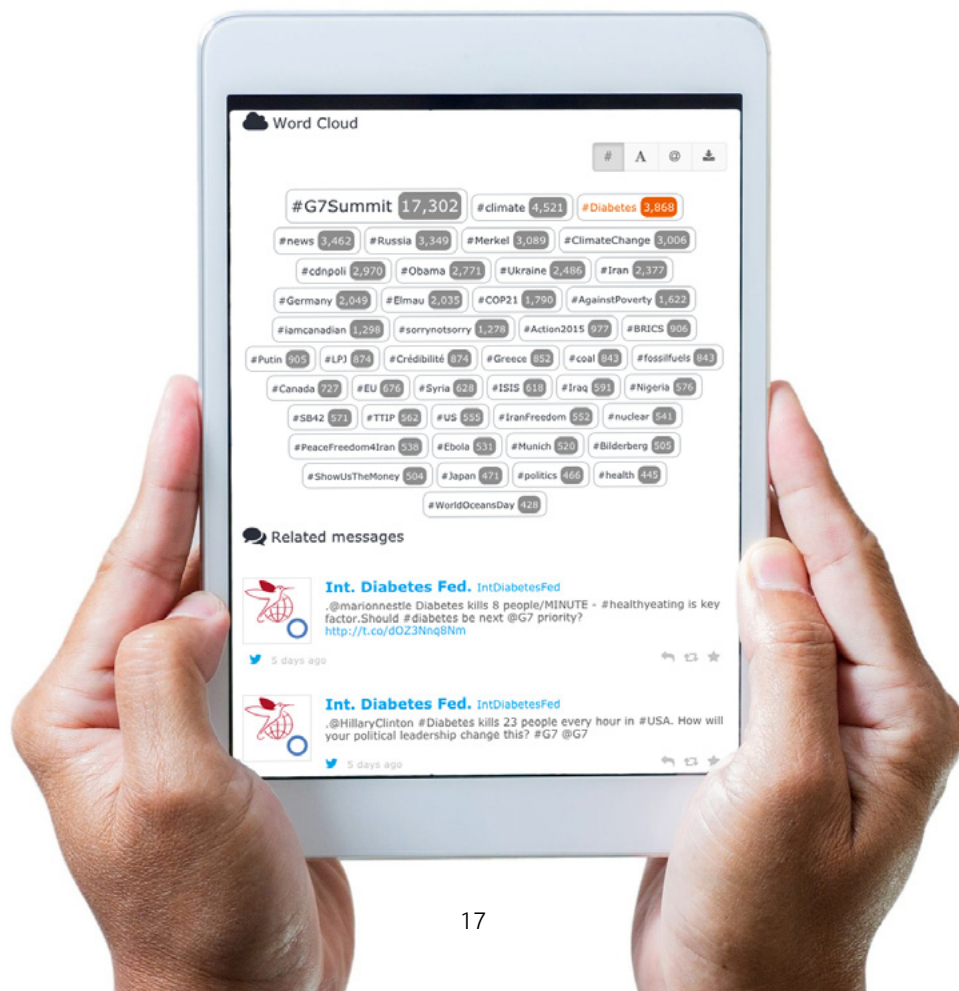 Word Cloud
# A @
#G7Summit 17,302 #climate 4,521 #Diabetes 3,868
#news 3,462 #Russia 3,349 #Merkel 3,089 #ClimateChange 3,006
#cdnpoli 2,970 #Obama 2,771 #Ukraine 2,486 #Iran 2,377
#Germany 2,049 #Elmau 2,035 #COP21 1,790 #AgainstPoverty 1,622
#iamcanadian 1,298 #sorrynotsorry 1,278 #Action2015 977 #BRICS 906
#Putin 905 #LPJ 874 #Crédibilité 874 #Greece 852 #coal 843 #fossilfuels 843
#Canada 727 #EU 676 #Syria 628 #ISIS 618 #Iraq 591 #Nigeria 576
#SB42 571 #TTIP 562 #US 555 #IranFreedom 552 #nuclear 541
#PeaceFreedom4Iran 538 #Ebola 531 #Munich 520 #Bilderberg 505
#ShowUsTheMoney 504 #Japan 471 #politics 466 #health 445
#WorldOceansDay 428
Related messages
Int. Diabetes Fed. IntDiabetesFed
.@marionnestle Diabetes kills 8 people/MINUTE - #healthyeating is key
factor.Should #diabetes be next @G7 priority?
http://t.co/dOZ3Nnq8Nm
5 days ago
Int. Diabetes Fed. IntDiabetesFed
.@HillaryClinton #Diabetes kills 23 people every hour in #USA. How will
your political leadership change this? #G7 @G7
5 days ago
17